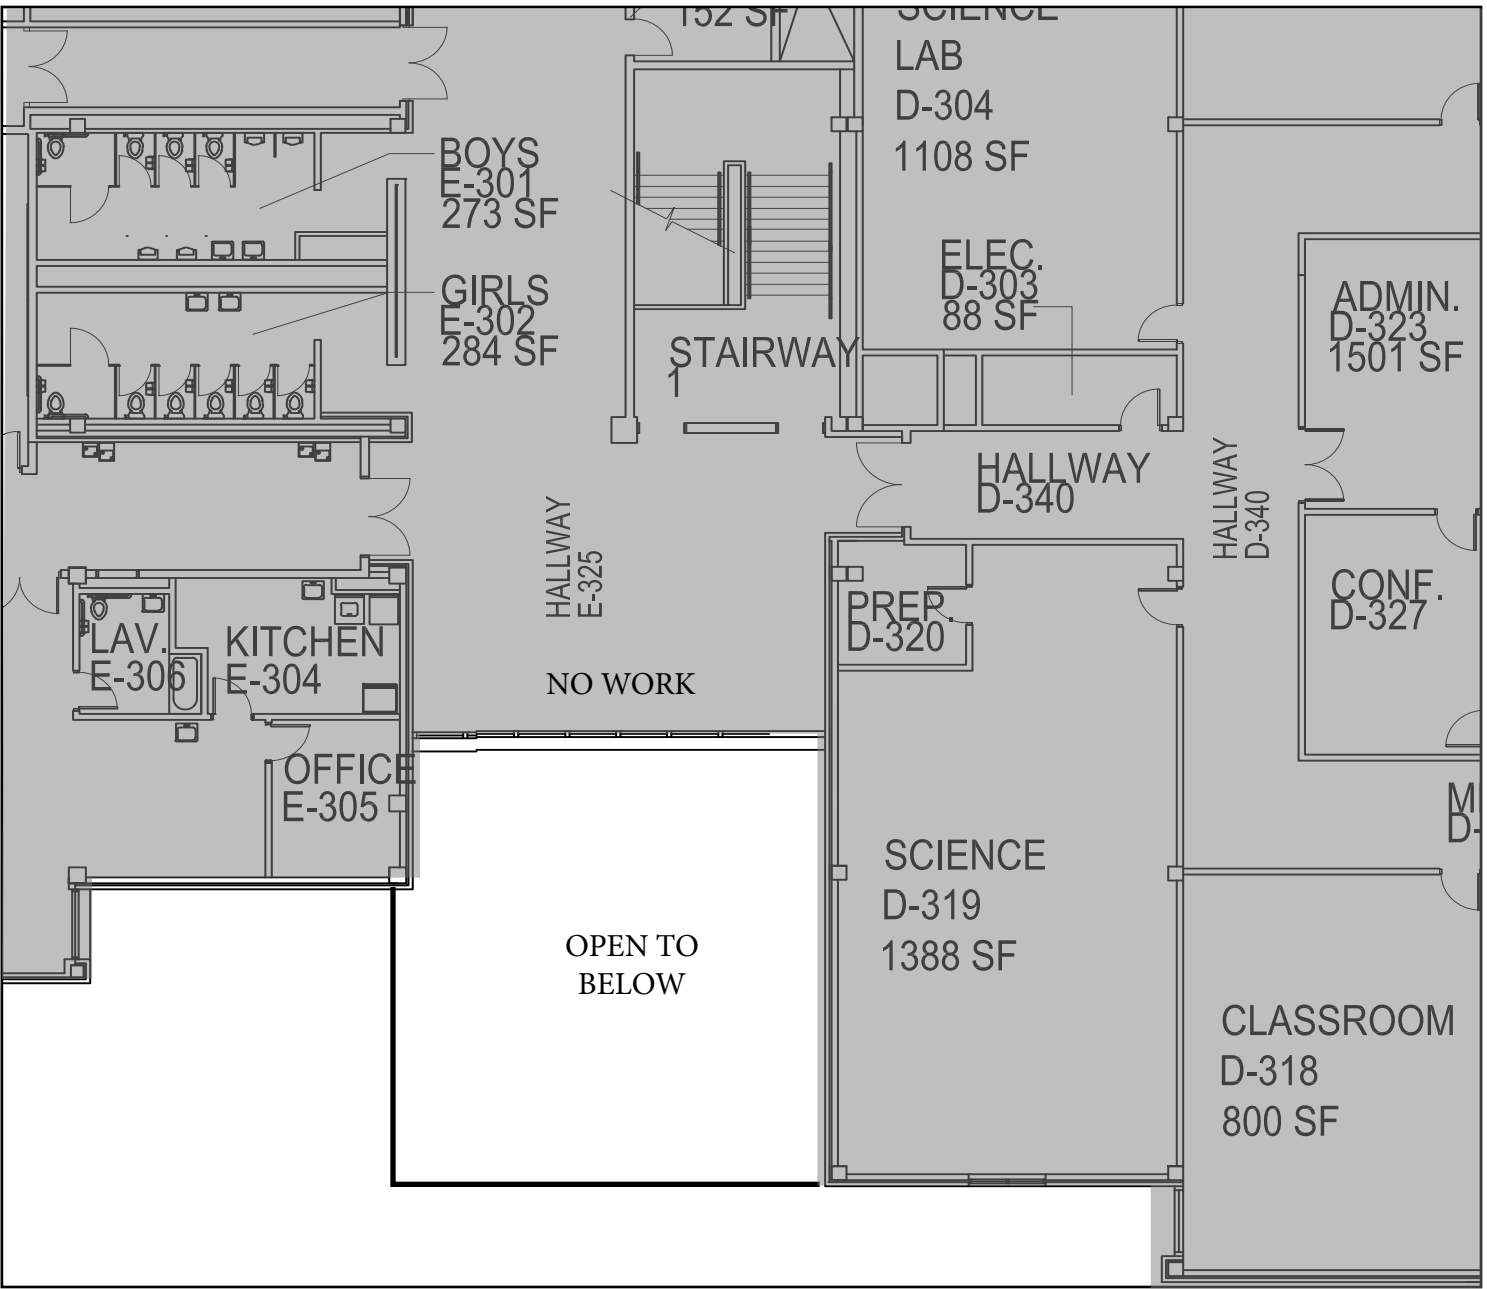 152 SF
SCIENCE
LAB
D-304
1108 SF
BOYS
E-301
273 SF
ELEC.
D-303
88 SF
GIRLS
E-302
284 SF
ADMIN.
D-323
1501 SF
STAIRWAY
1
HALLWAY
D-340
HALLWAY
D-340
HALLWAY
E-325
CONF.
D-327
PREP.
D-320
LAV.
E-306
KITCHEN
E-304
NO WORK
OFFICE
E-305
SCIENCE
D-319
1388 SF
OPEN TO
BELOW
CLASSROOM
D-318
800 SF